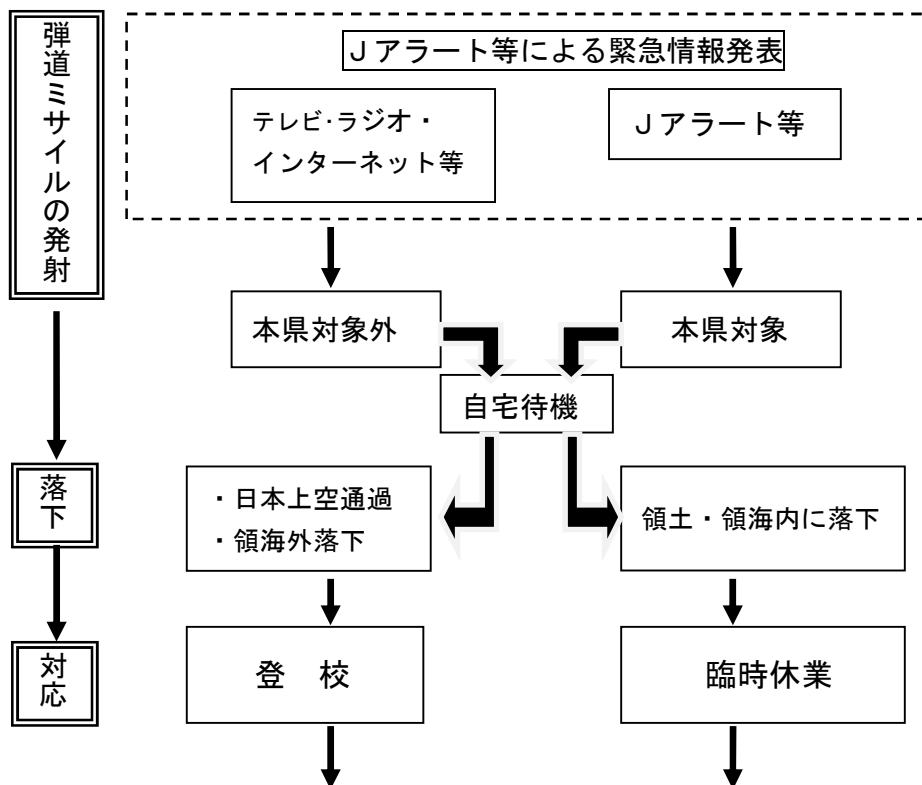 弾道ミサイルの発射
Ｊアラート等による緊急情報発表
テレビ･ラジオ・
インターネット等
Ｊアラート等
本県対象外
本県対象
自宅待機
落下
・日本上空通過
・領海外落下
領土・領海内に落下
対応
登　校
臨時休業